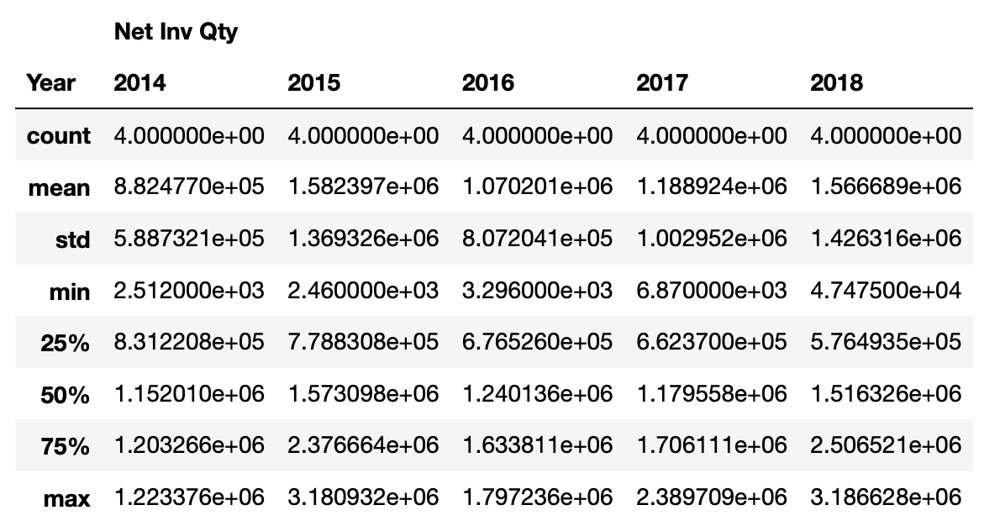 Net Inv Qty
Year 2014 2015 2016 2017 2018
count 4.000000e+00 4.000000e+00 4.000000e+00 4.000000e+00 4.000000e+00
mean 8.824770e+05 1.582397e+06 1.070201e+06 1.188924e+06 1.566689e+06
std 5.887321e+05 1.369326e+06 8.072041e+05 1.002952e+06 1.426316e+06
min 2.512000e+03 2.460000e+03 3.296000e+03 6.870000e+03 4.747500e+04
25% 8.312208e+05 7.788308e+05 6.765260e+05 6.623700e+05 5.764935e+05
50% 1.152010e+06 1.573098e+06 1.240136e+06 1.179558e+06 1.516326e+06
75% 1.203266e+06 2.376664e+06 1.633811e+06 1.706111e+06 2.506521e+06
max 1.223376e+06 3.180932e+06 1.797236e+06 2.389709e+06 3.186628e+06